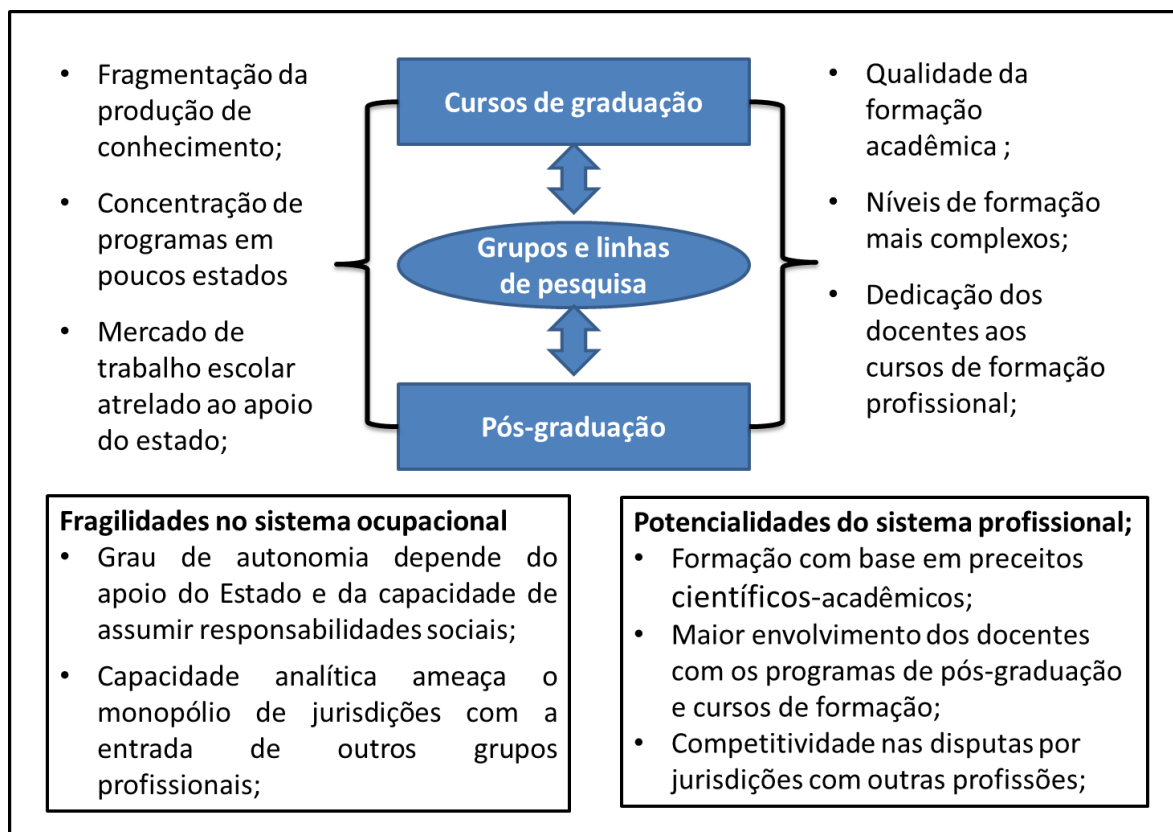 • Fragmentação da
produção de
conhecimento;
• Concentração de
programas em
poucos estados
• Mercado de
trabalho escolar
atrelado ao apoio
do estado;
Cursos de graduação
Grupos e linhas
de pesquisa
Pós-graduação
• Qualidade da
formação
acadêmica ;
• Níveis de formação
mais complexos;
• Dedicação dos
docentes aos
cursos de formação
profissional;
Fragilidades no sistema ocupacional
• Grau de autonomia depende do
apoio do Estado e da capacidade de
assumir responsabilidades sociais;
• Capacidade analítica ameaça o
monopólio de jurisdições com a
entrada de outros grupos
profissionais;
Potencialidades do sistema profissional;
• Formação com base em preceitos
científicos-acadêmicos;
• Maior envolvimento dos docentes
com os programas de pós-graduação
e cursos de formação;
• Competitividade nas disputas por
jurisdições com outras profissões;